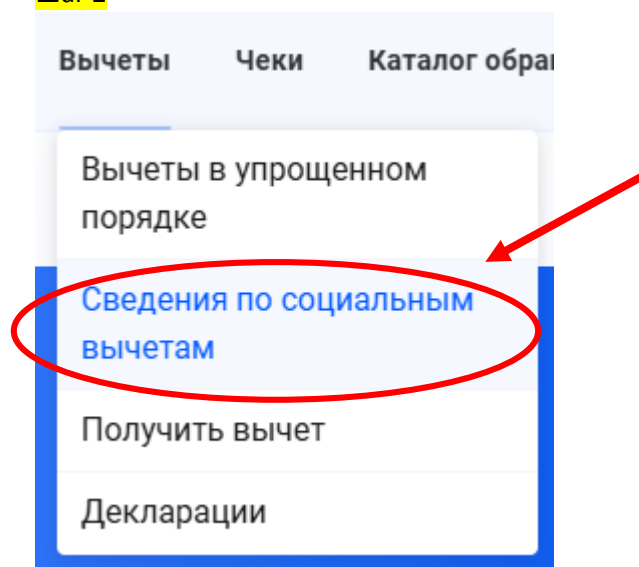 Вычеты Чеки Каталог обра
Вычеты в упрощенном
порядке
Сведения по социальным
вычетам
Получить вычет
Декларации